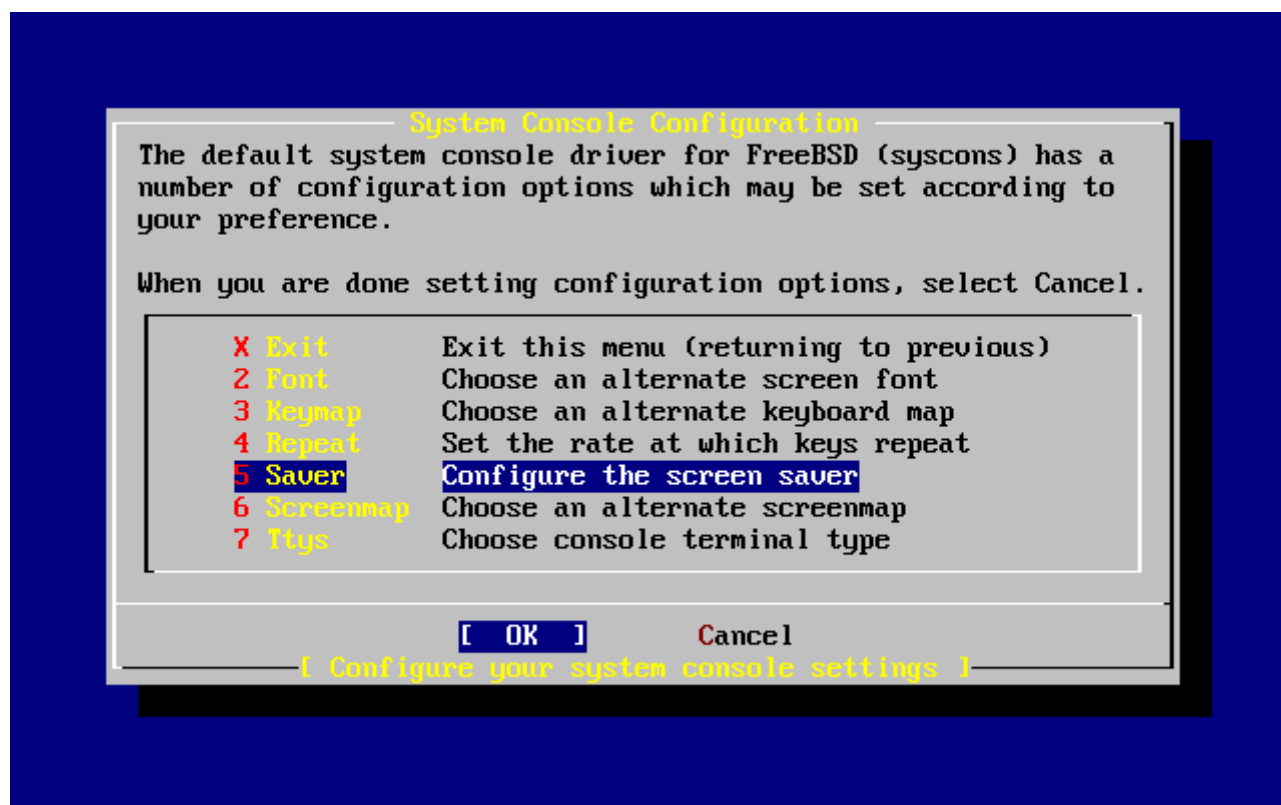 System Console Configuration
The default system console driver for FreeBSD (syscons) has a
number of configuration options which may be set according to
your preference.
When you are done setting configuration options, select Cancel.
X Exit Exit this menu (returning to previous)
2 Font Choose an alternate screen font
3 Keymap Choose an alternate keyboard map
4 Repeat Set the rate at which keys repeat
5 Saver Configure the screen saver
6 Screenmap Choose an alternate screenmap
7 Ttys Choose console terminal type
[ OK ] Cancel
[ Configure your system console settings ]